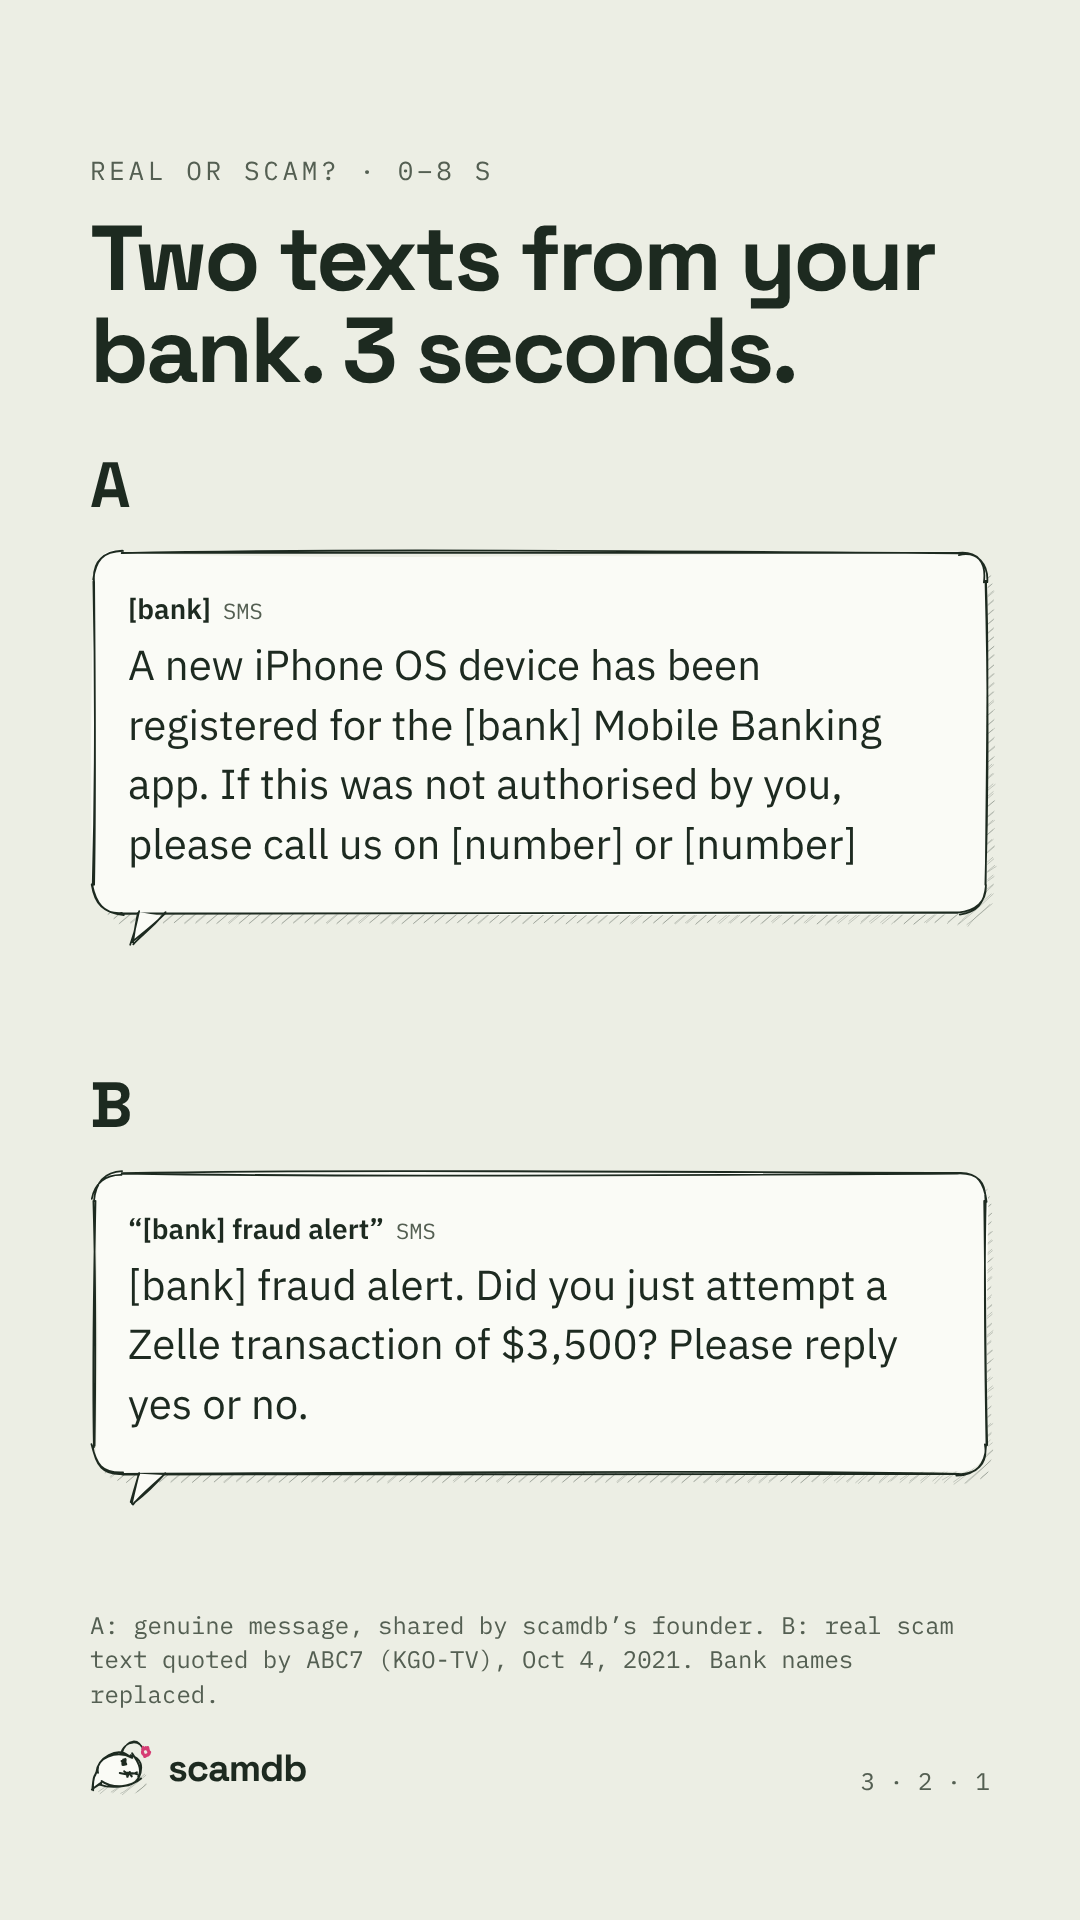 REAL OR SCAM? · 0–8 S
Two texts from your
bank. 3 seconds.
A
[bank] SMS
A new iPhone OS device has been
registered for the [bank] Mobile Banking
app. If this was not authorised by you,
please call us on [number] or [number]
B
“[bank] fraud alert” SMS
[bank] fraud alert. Did you just attempt a
Zelle transaction of $3,500? Please reply
yes or no.
A: genuine message, shared by scamdb’s founder. B: real scam
text quoted by ABC7 (KGO-TV), Oct 4, 2021. Bank names
replaced.
scamdb
3 · 2 · 1